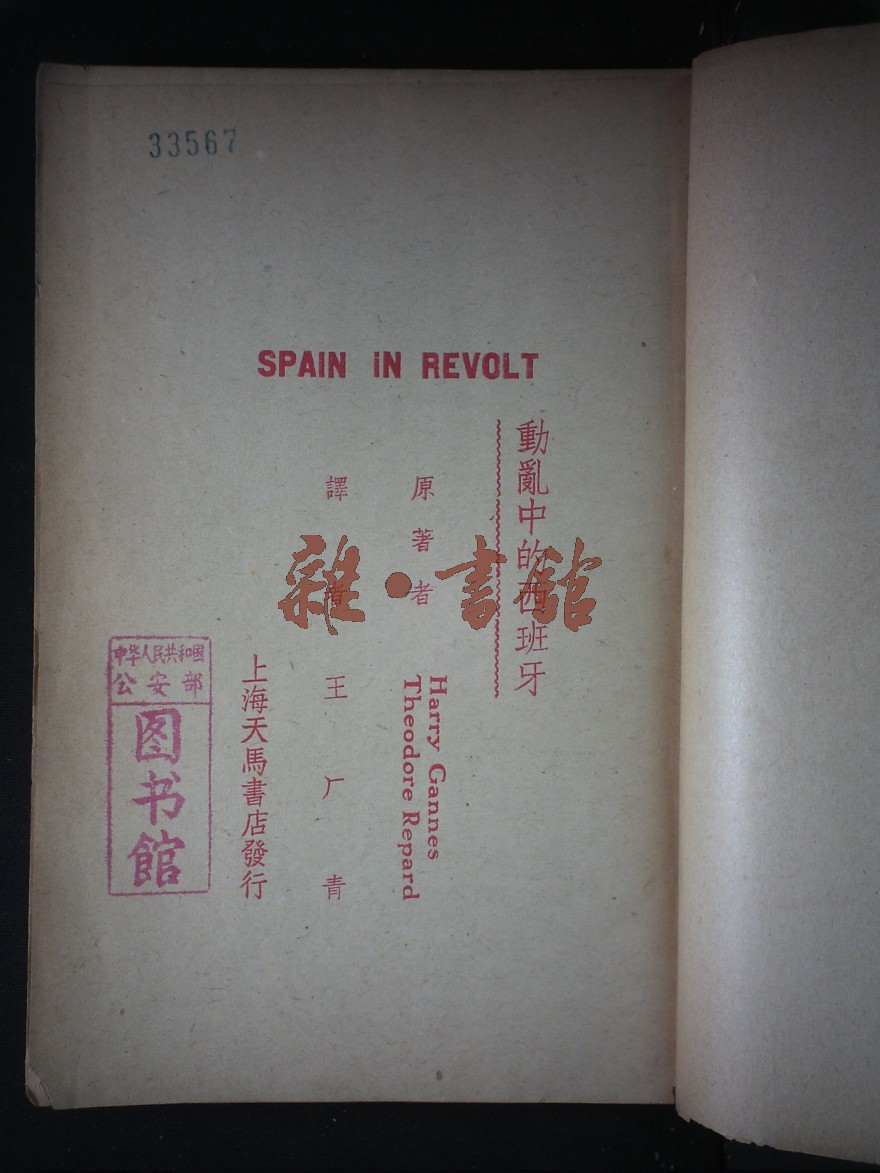 33567
SPAIN iN REVOLT
動亂中的西班牙
原著者 Harry Gannes
Theodore Repard
譯者 王厂青
上海天馬書店發行
中华人民共和國
公安部
图书馆
雜·書館